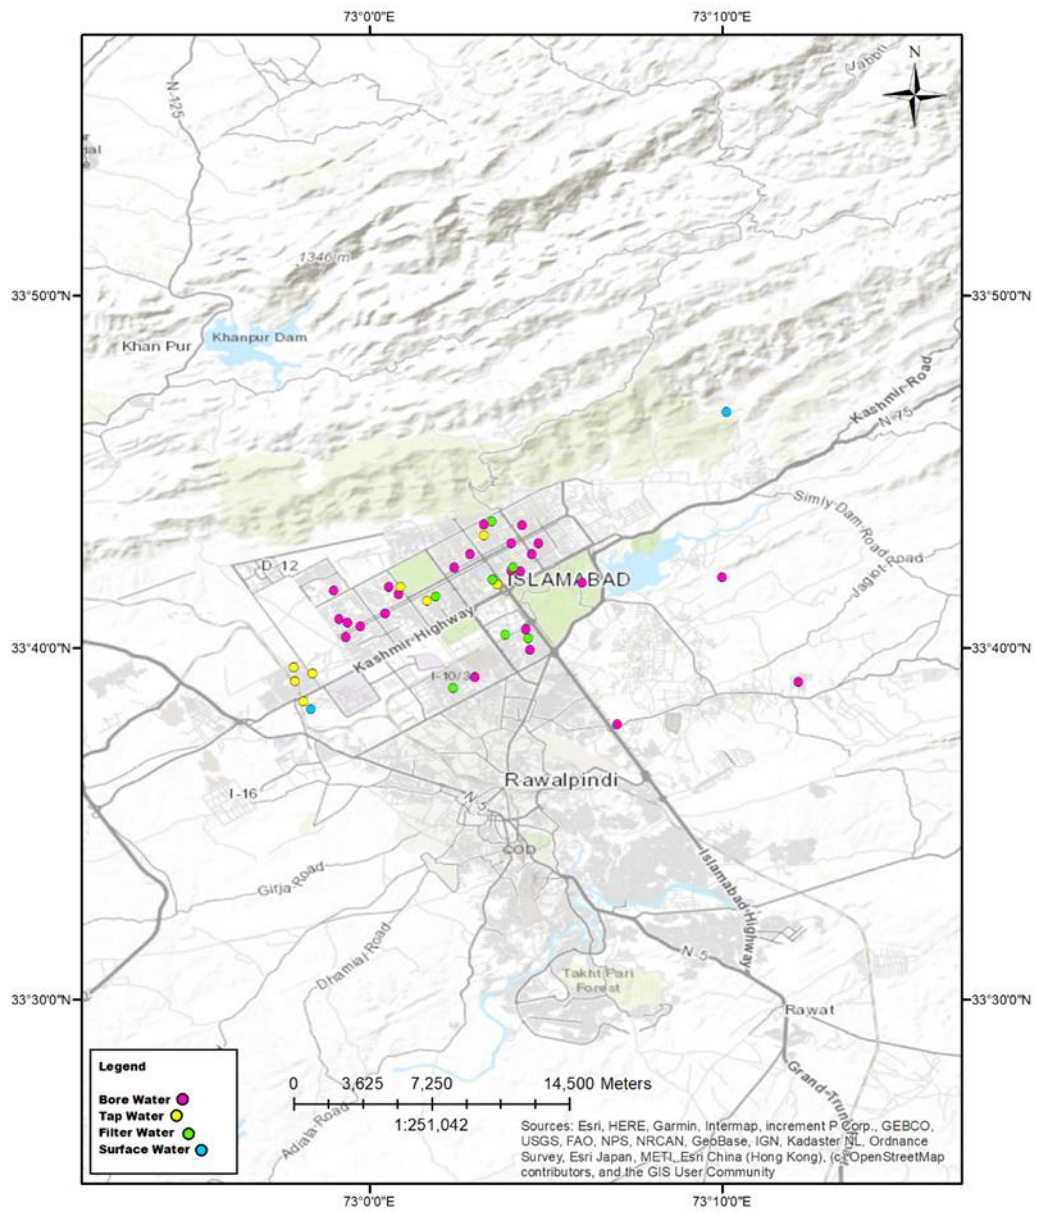 73°0'0"E
73°10'0"E
N
Jabori
N-125
1346 m
33°50'0"N
33°50'0"N
Khanpur Dam
Khan Pur
Kashmir Road
N-75
Simly Dam Road
D-12
ISLAMABAD
Jagiot Road
Kashmir Highway
33°40'0"N
33°40'0"N
I-10/3
Rawalpindi
I-16
N-5
COD
Girja Road
Islamabad Highway
Dhamial Road
N-5
Takht Pari
Forest
33°30'0"N
33°30'0"N
Rawat
Grand Trunk
Adiala Road
Legend
Bore Water
Tap Water
Filter Water
Surface Water
0 3,625 7,250 14,500 Meters
1:251,042
Sources: Esri, HERE, Garmin, Intermap, increment P Corp., GEBCO,
USGS, FAO, NPS, NRCAN, GeoBase, IGN, Kadaster NL, Ordnance
Survey, Esri Japan, METI, Esri China (Hong Kong), (c) OpenStreetMap
contributors, and the GIS User Community
73°0'0"E
73°10'0"E